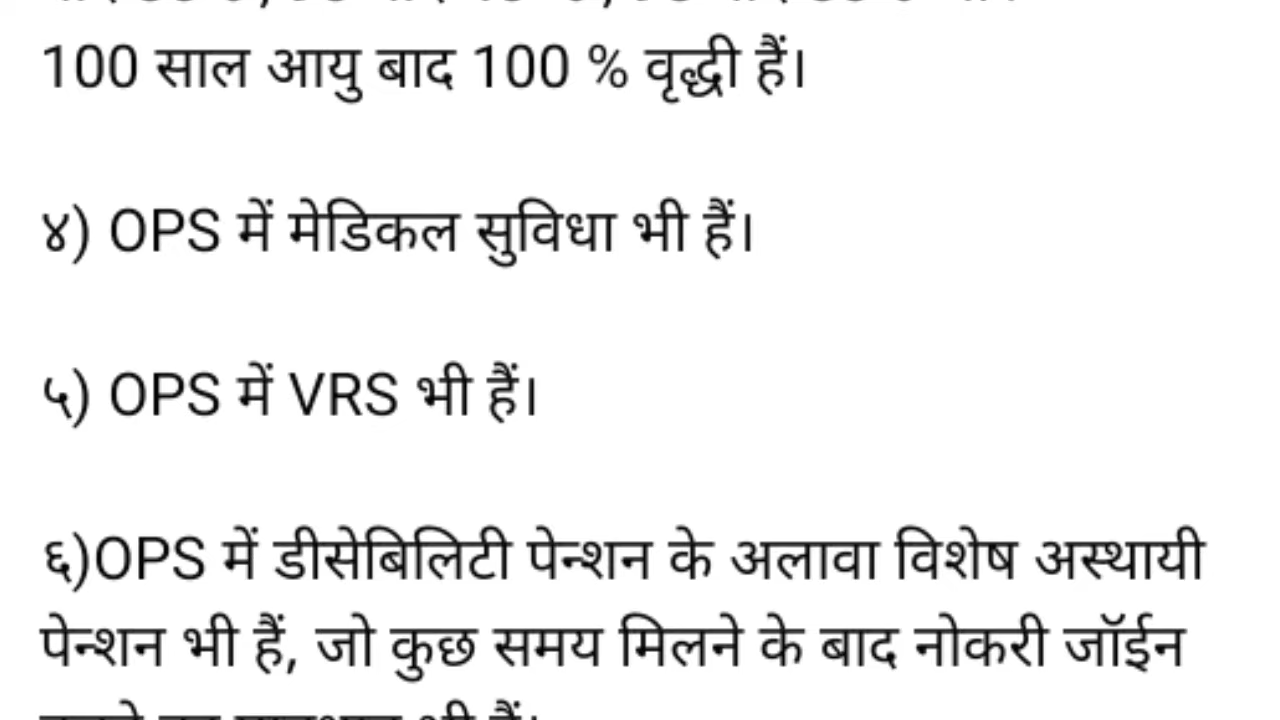 100 साल आयु बाद 100 % वृद्धी हैं।
४) OPS में मेडिकल सुविधा भी हैं।
५) OPS में VRS भी हैं।
६)OPS में डीसेबिलिटी पेन्शन के अलावा विशेष अस्थायी
पेन्शन भी हैं, जो कुछ समय मिलने के बाद नोकरी जॉईन